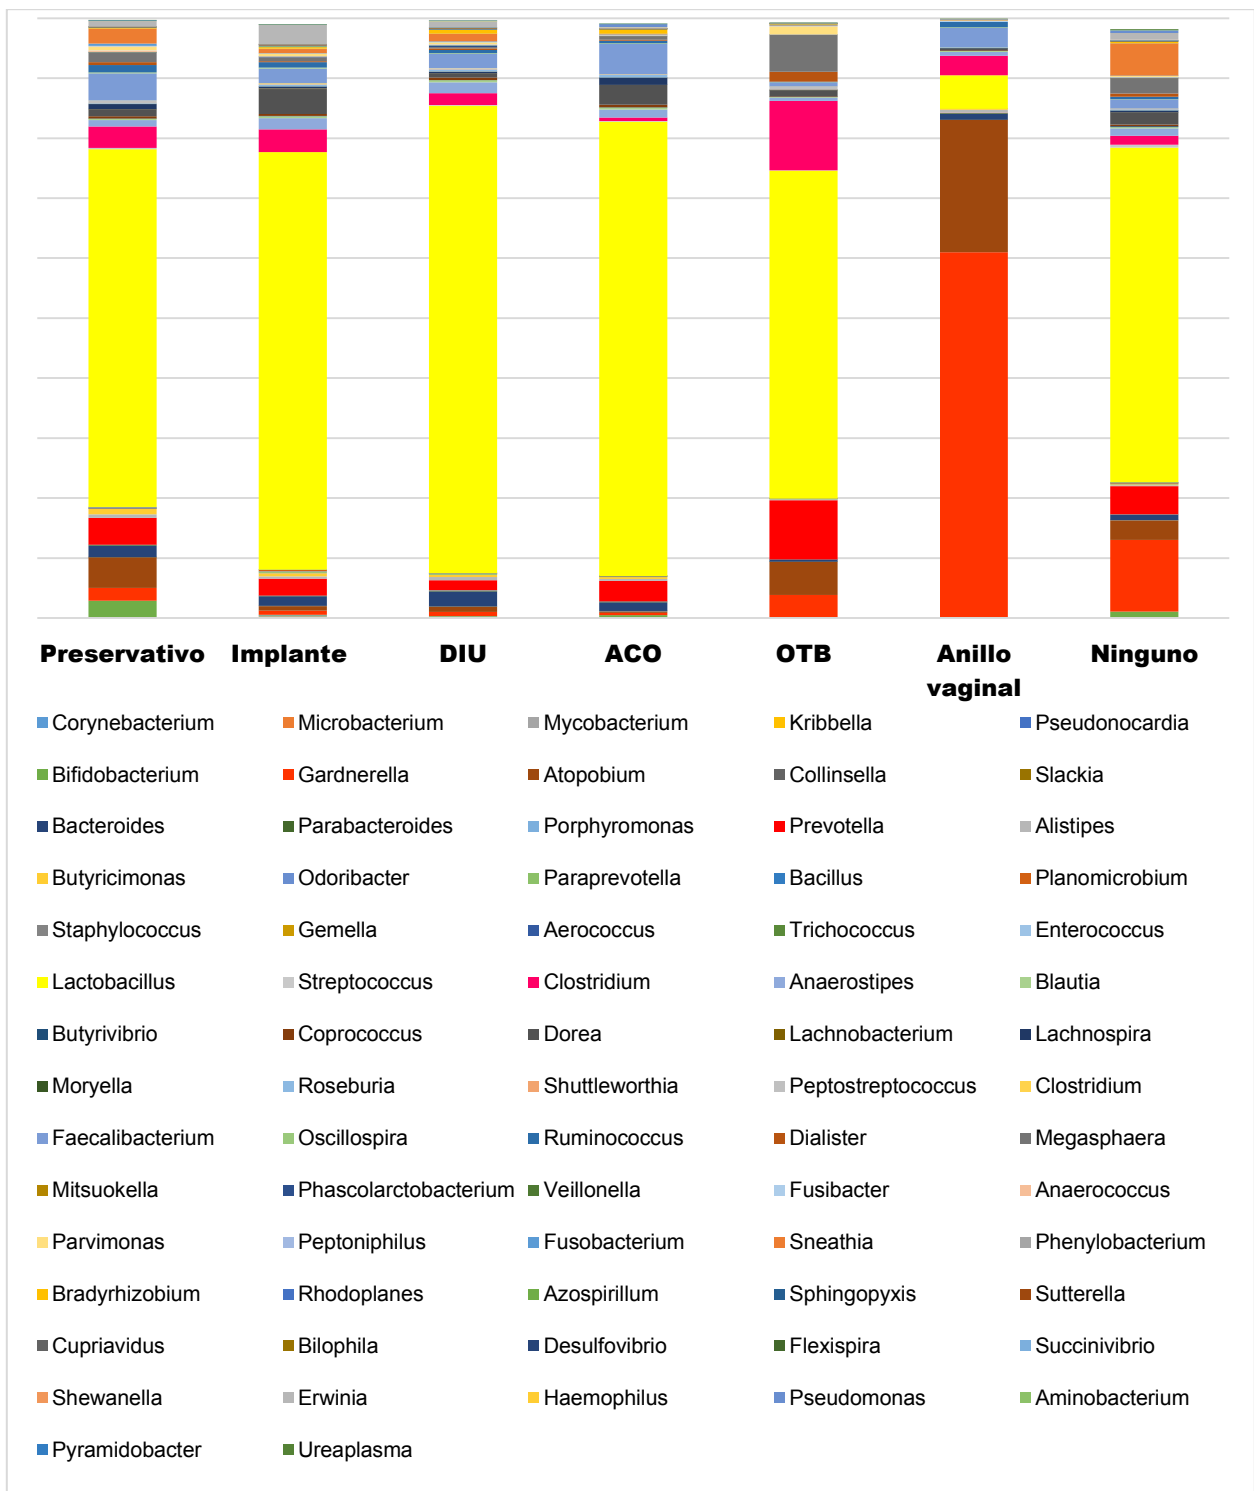 Preservativo Implante DIU ACO OTB Anillo vaginal Ninguno
Corynebacterium Microbacterium Mycobacterium Kribbella Pseudonocardia
Bifidobacterium Gardnerella Atopobium Collinsella Slackia
Bacteroides Parabacteroides Porphyromonas Prevotella Alistipes
Butyricimonas Odoribacter Paraprevotella Bacillus Planomicrobium
Staphylococcus Gemella Aerococcus Trichococcus Enterococcus
Lactobacillus Streptococcus Clostridium Anaerostipes Blautia
Butyrivibrio Coprococcus Dorea Lachnobacterium Lachnospira
Moryella Roseburia Shuttleworthia Peptostreptococcus Clostridium
Faecalibacterium Oscillospira Ruminococcus Dialister Megasphaera
Mitsuokella Phascolarctobacterium Veillonella Fusibacter Anaerococcus
Parvimonas Peptoniphilus Fusobacterium Sneathia Phenylobacterium
Bradyrhizobium Rhodoplanes Azospirillum Sphingopyxis Sutterella
Cupriavidus Bilophila Desulfovibrio Flexispira Succinivibrio
Shewanella Erwinia Haemophilus Pseudomonas Aminobacterium
Pyramidobacter Ureaplasma